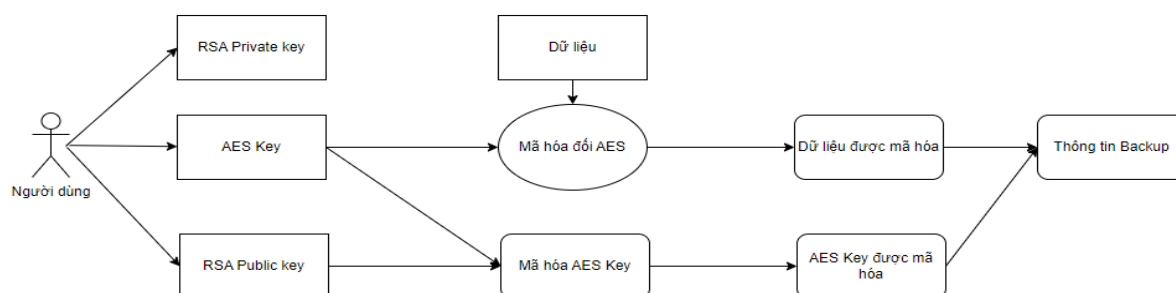 RSA Private key
Dữ liệu
AES Key
Mã hóa đối AES
Dữ liệu được mã hóa
Thông tin Backup
Người dùng
RSA Public key
Mã hóa AES Key
AES Key được mã
hóa